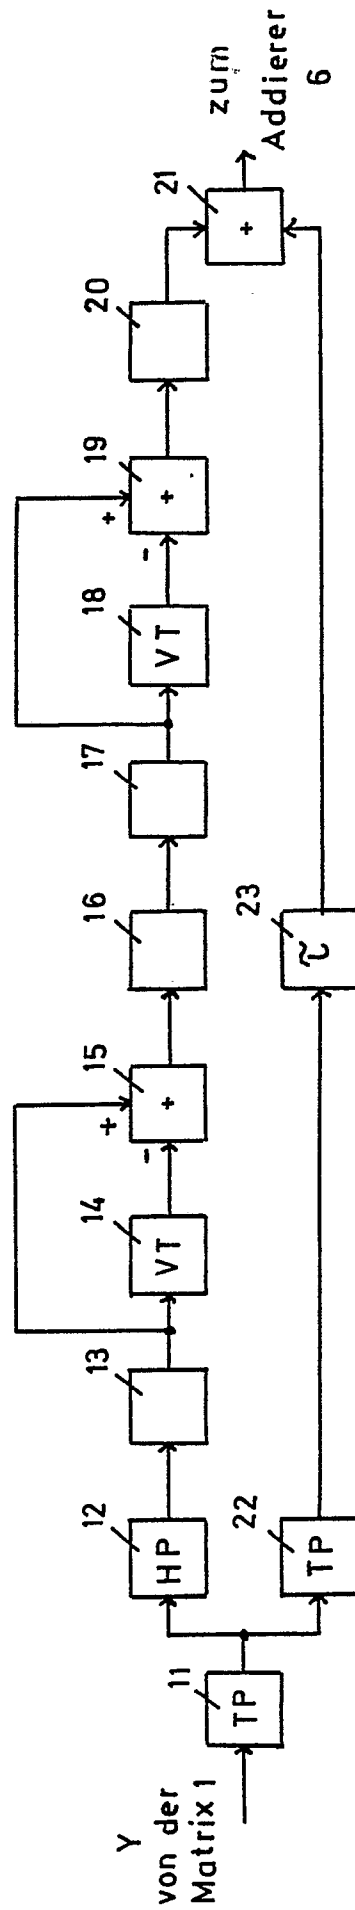 Y
von der
Matrix 1
11
TP
12
HP
13
14
VT
15
+
+
-
16
17
18
VT
19
+
+
-
20
21
+
22
TP
23
τ
zum
Addierer
6